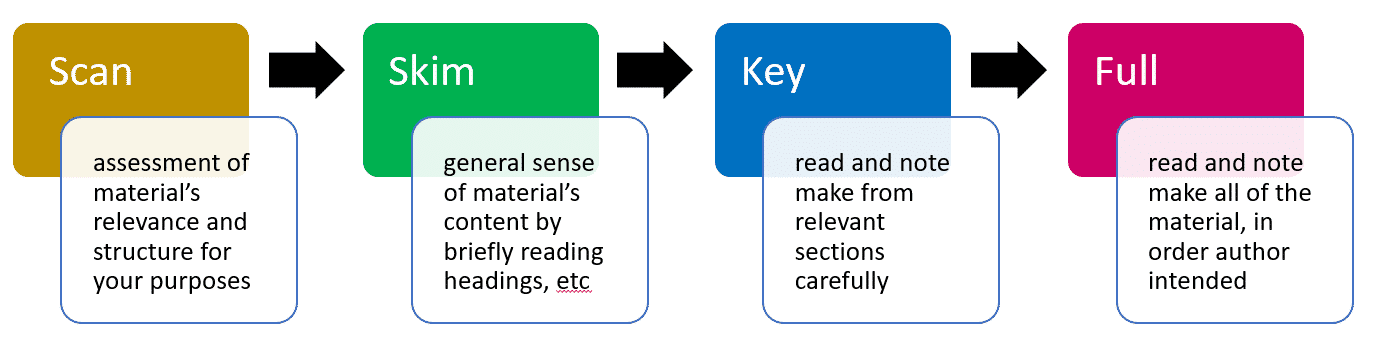 Scan
assessment of
material's
relevance and
structure for
your purposes
Skim
general sense
of material's
content by
briefly reading
headings, etc
Key
read and note
make from
relevant
sections
carefully
Full
read and note
make all of the
material, in
order author
intended